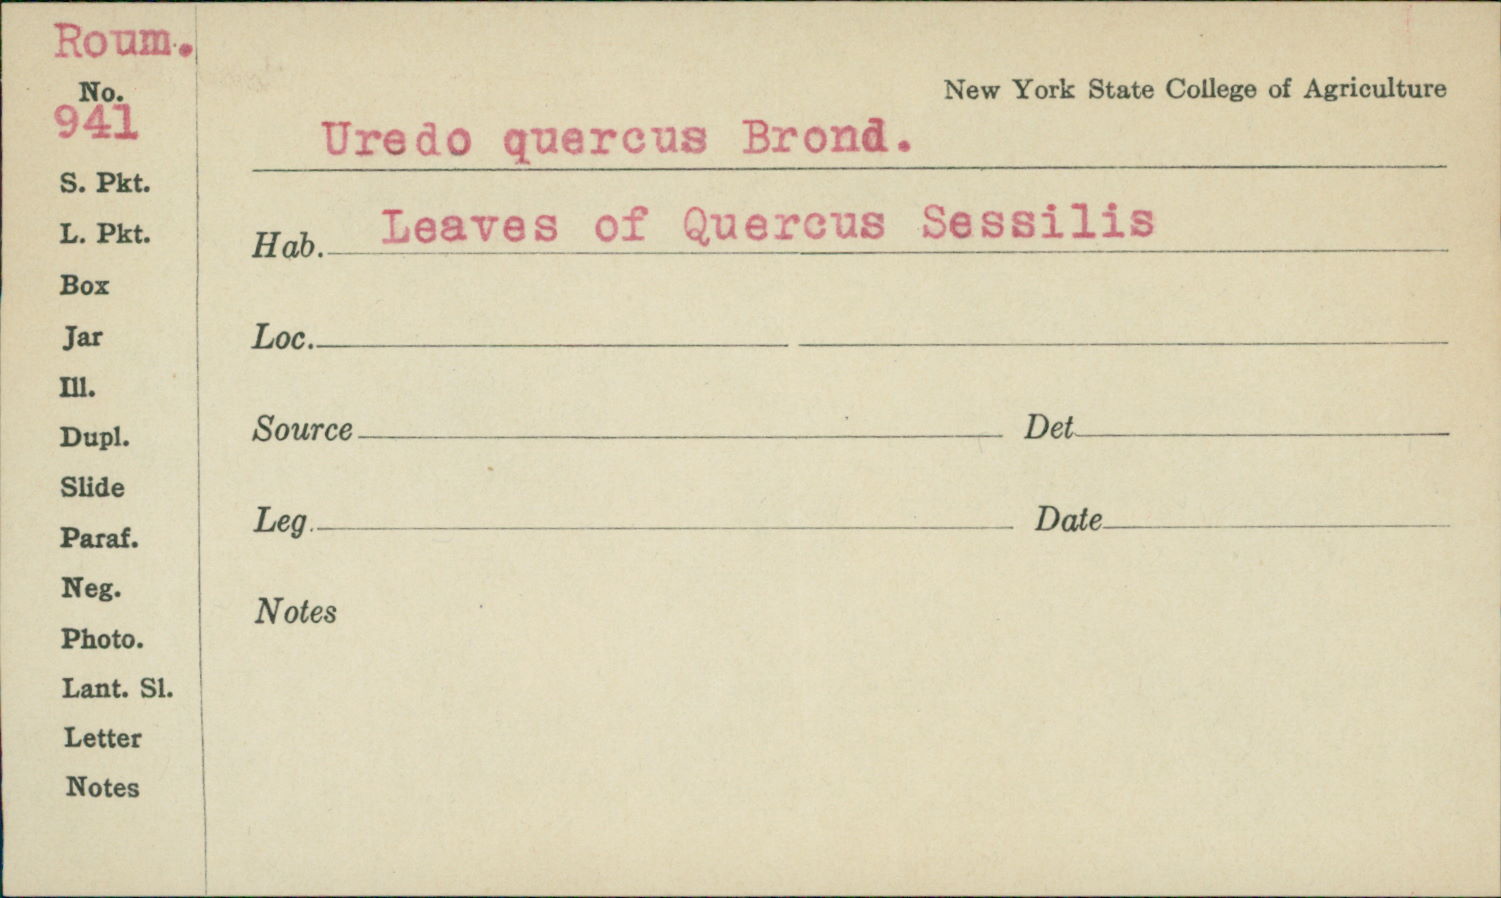 Roum.
No.
941
S. Pkt.
L. Pkt.
Box
Jar
Ill.
Dupl.
Slide
Paraf.
Neg.
Photo.
Lant. Sl.
Letter
Notes
New York State College of Agriculture
Uredo quercus Brond.
Hab. Leaves of Quercus Sessilis
Loc.
Source Det
Leg. Date
Notes